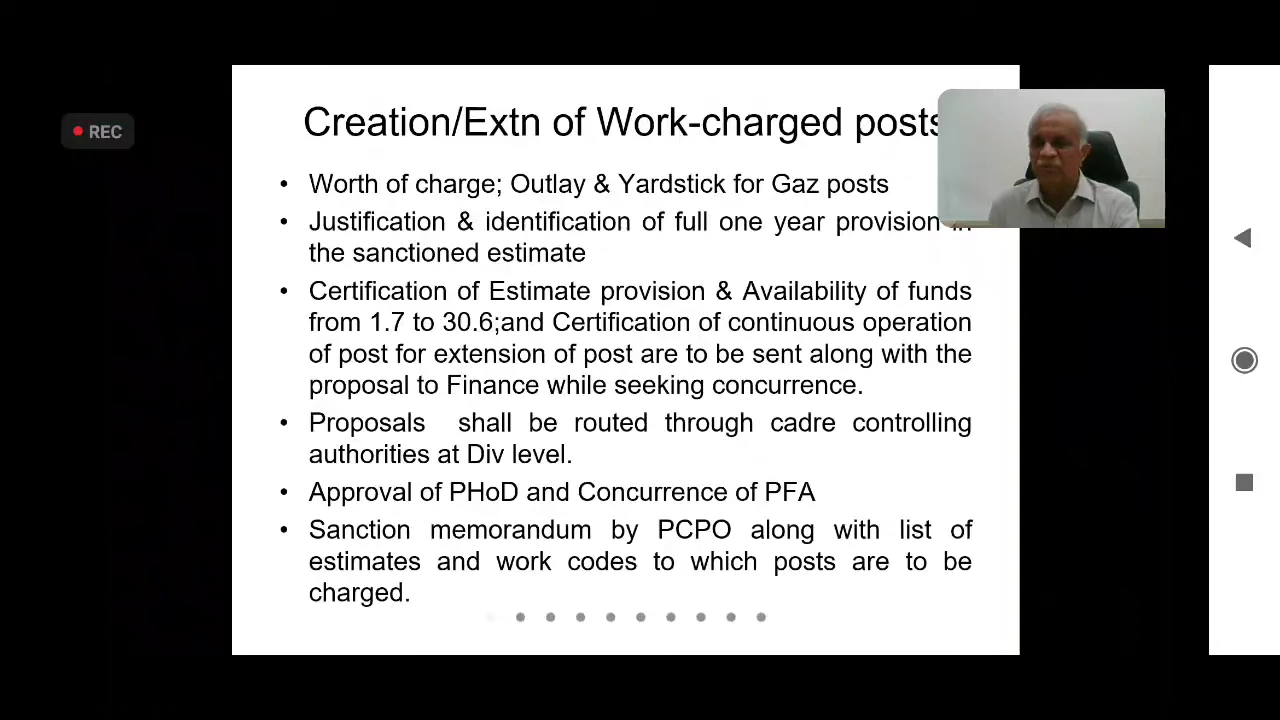 REC
Creation/Extn of Work-charged posts
• Worth of charge; Outlay & Yardstick for Gaz posts
• Justification & identification of full one year provision in
the sanctioned estimate
• Certification of Estimate provision & Availability of funds
from 1.7 to 30.6;and Certification of continuous operation
of post for extension of post are to be sent along with the
proposal to Finance while seeking concurrence.
• Proposals shall be routed through cadre controlling
authorities at Div level.
• Approval of PHoD and Concurrence of PFA
• Sanction memorandum by PCPO along with list of
estimates and work codes to which posts are to be
charged.